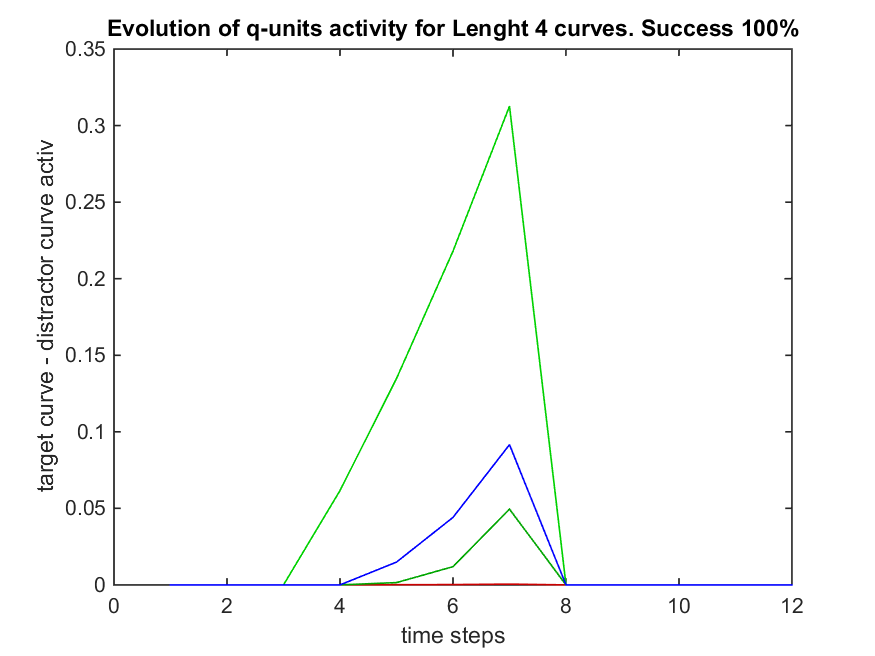 Evolution of q-units activity for Lenght 4 curves. Success 100%
0.35
0.3
0.25
0.2
0.15
0.1
0.05
0
target curve - distractor curve activ
0 2 4 6 8 10 12
time steps